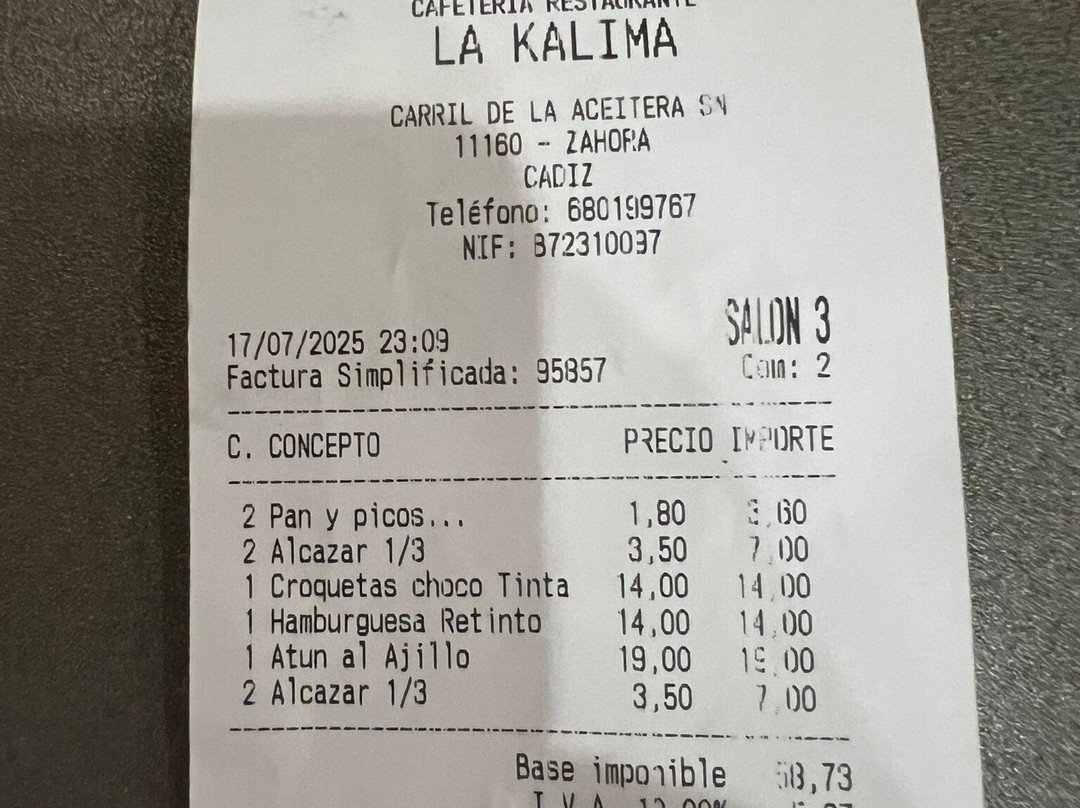 CAFETERIA RESTAURANTE
LA KALIMA
CARRIL DE LA ACEITERA SN
11160 - ZAHORA
CADIZ
Teléfono: 680199767
NIF: B72310097
SALON 3
17/07/2025 23:09
Com: 2
Factura Simplificada: 95857
C. CONCEPTO PRECIO IMPORTE
2 Pan y picos... 1,80 3,60
2 Alcazar 1/3 3,50 7,00
1 Croquetas choco Tinta 14,00 14,00
1 Hamburguesa Retinto 14,00 14,00
1 Atun al Ajillo 19,00 19,00
2 Alcazar 1/3 3,50 7,00
Base imponible 58,73
I.V.A. 10,00%